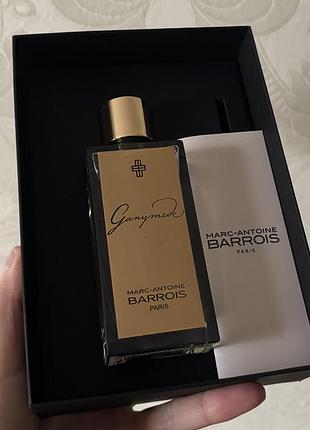 Ganymede
MARC-ANTOINE
BARROIS
PARIS
MARC-ANTOINE
BARROIS
PARIS